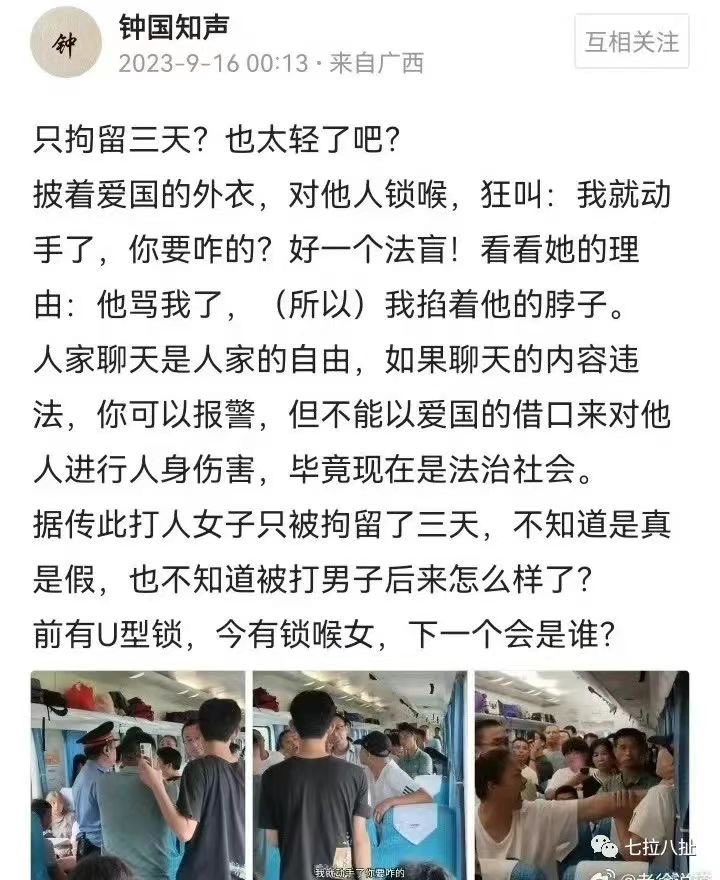 钟
钟国知声
2023-9-16 00:13 · 来自广西
互相关注
只拘留三天？也太轻了吧？
披着爱国的外衣，对他人锁喉，狂叫：我就动
手了，你要咋的？好一个法盲！看看她的理
由：他骂我了，（所以）我掐着他的脖子。
人家聊天是人家的自由，如果聊天的内容违
法，你可以报警，但不能以爱国的借口来对他
人进行人身伤害，毕竟现在是法治社会。
据传此打人女子只被拘留了三天，不知道是真
是假，也不知道被打男子后来怎么样了？
前有U型锁，今有锁喉女，下一个会是谁？
我就动手了你要咋的
七拉八扯